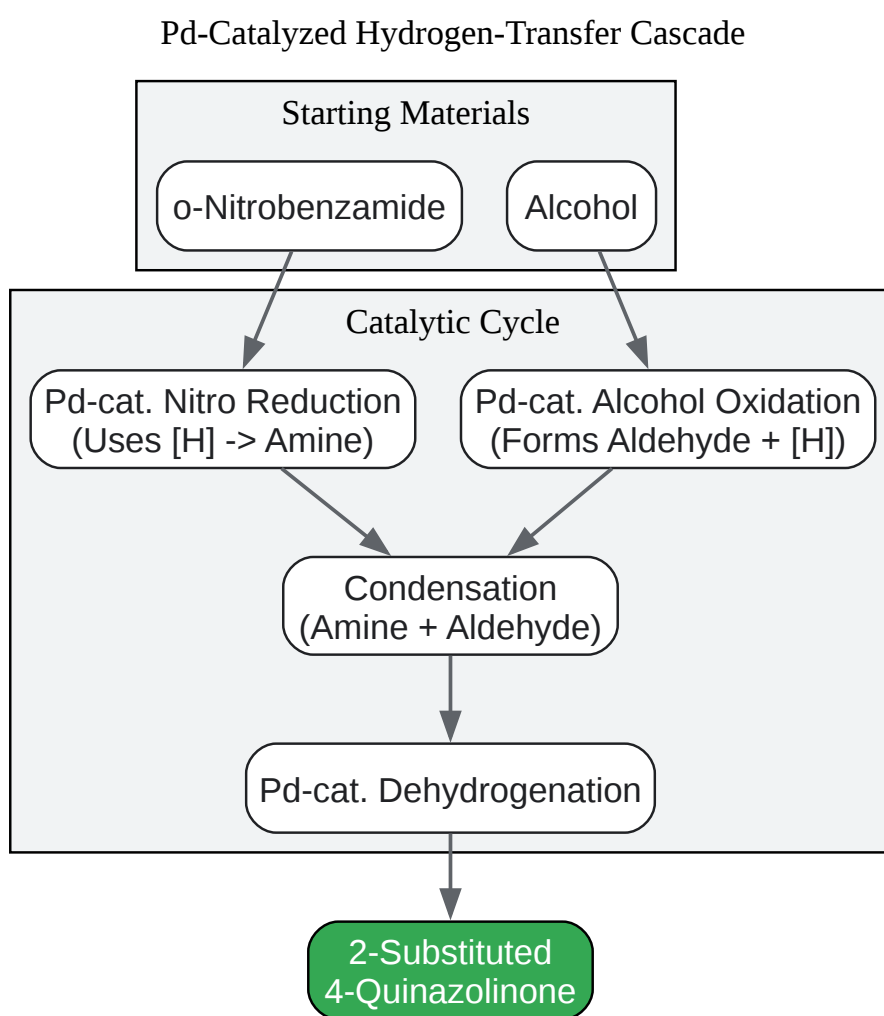 Pd-Catalyzed Hydrogen-Transfer Cascade
Starting Materials
o-Nitrobenzamide
Alcohol
Catalytic Cycle
Pd-cat. Nitro Reduction
(Uses [H] -> Amine)
Pd-cat. Alcohol Oxidation
(Forms Aldehyde + [H])
Condensation
(Amine + Aldehyde)
Pd-cat. Dehydrogenation
2-Substituted
4-Quinazolinone